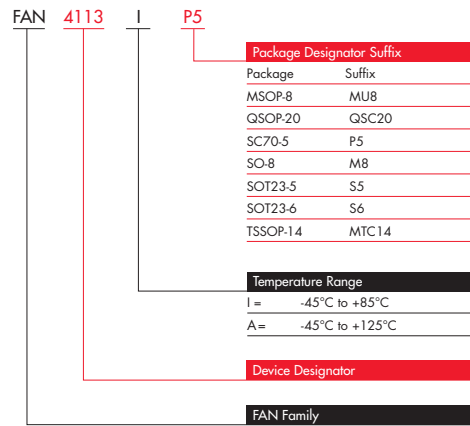 FAN 4113 I P5
Package Designator Suffix
Package Suffix
MSOP-8 MU8
QSOP-20 QSC20
SC70-5 P5
SO-8 M8
SOT23-5 S5
SOT23-6 S6
TSSOP-14 MTC14
Temperature Range
I = -45°C to +85°C
A = -45°C to +125°C
Device Designator
FAN Family